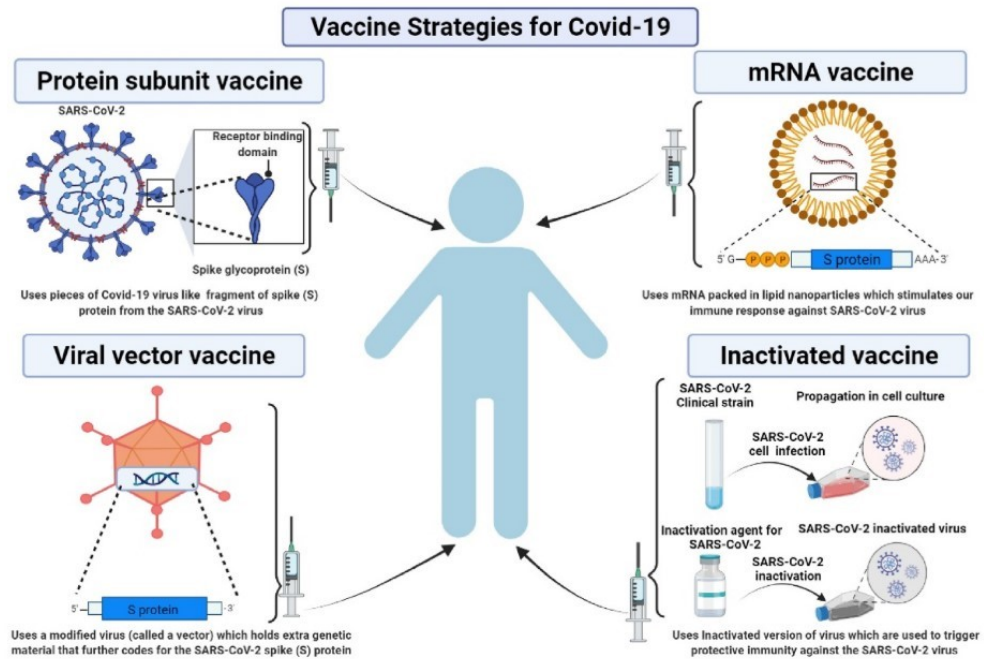 Vaccine Strategies for Covid-19
Protein subunit vaccine
SARS-CoV-2
Receptor binding
domain
Spike glycoprotein (S)
Uses pieces of Covid-19 virus like fragment of spike (S)
protein from the SARS-CoV-2 virus
mRNA vaccine
5' G
P P P
S protein
AAA-3'
Uses mRNA packed in lipid nanoparticles which stimulates our
immune response against SARS-CoV-2 virus
Viral vector vaccine
5'-
S protein
-3'
Uses a modified virus (called a vector) which holds extra genetic
material that further codes for the SARS-CoV-2 spike (S) protein
Inactivated vaccine
SARS-CoV-2
Clinical strain
Propagation in cell culture
SARS-CoV-2
cell infection
Inactivation agent for
SARS-CoV-2
SARS-CoV-2 inactivated virus
SARS-CoV-2
inactivation
Uses Inactivated version of virus which are used to trigger
protective immunity against the SARS-CoV-2 virus